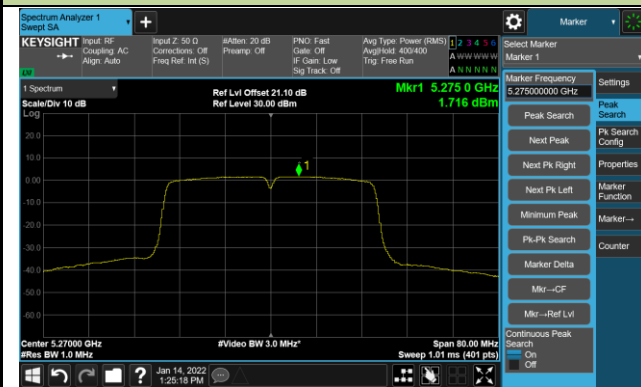 Spectrum Analyzer 1
Swept SA
+
Marker
KEYSIGHT
Input: RF
Coupling: AC
Align: Auto
Input Z: 50 Ω
Corrections: Off
Freq Ref: Int (S)
#Atten: 20 dB
Preamp: Off
PNO: Fast
Gate: Off
IF Gain: Low
Sig Track: Off
Avg Type: Power (RMS)
Avg|Hold: 400/400
Trig: Free Run
1 2 3 4 5 6
A W W W W W
A N N N N N
Select Marker
Marker 1
LXI
1 Spectrum
Scale/Div 10 dB
Log
Ref Lvl Offset 21.10 dB
Ref Level 30.00 dBm
Mkr1 5.275 0 GHz
1.716 dBm
20.0
10.0
0.00
-10.0
-20.0
-30.0
-40.0
-50.0
-60.0
1
Center 5.27000 GHz
#Res BW 1.0 MHz
#Video BW 3.0 MHz*
Span 80.00 MHz
Sweep 1.01 ms (401 pts)
Marker Frequency
5.275000000 GHz
Peak Search
Next Peak
Next Pk Right
Next Pk Left
Minimum Peak
Pk-Pk Search
Marker Delta
Mkr→CF
Mkr→Ref Lvl
Continuous Peak
Search
On
Off
Settings
Peak
Search
Pk Search
Config
Properties
Marker
Function
Marker→
Counter
?
Jan 14, 2022
1:25:18 PM